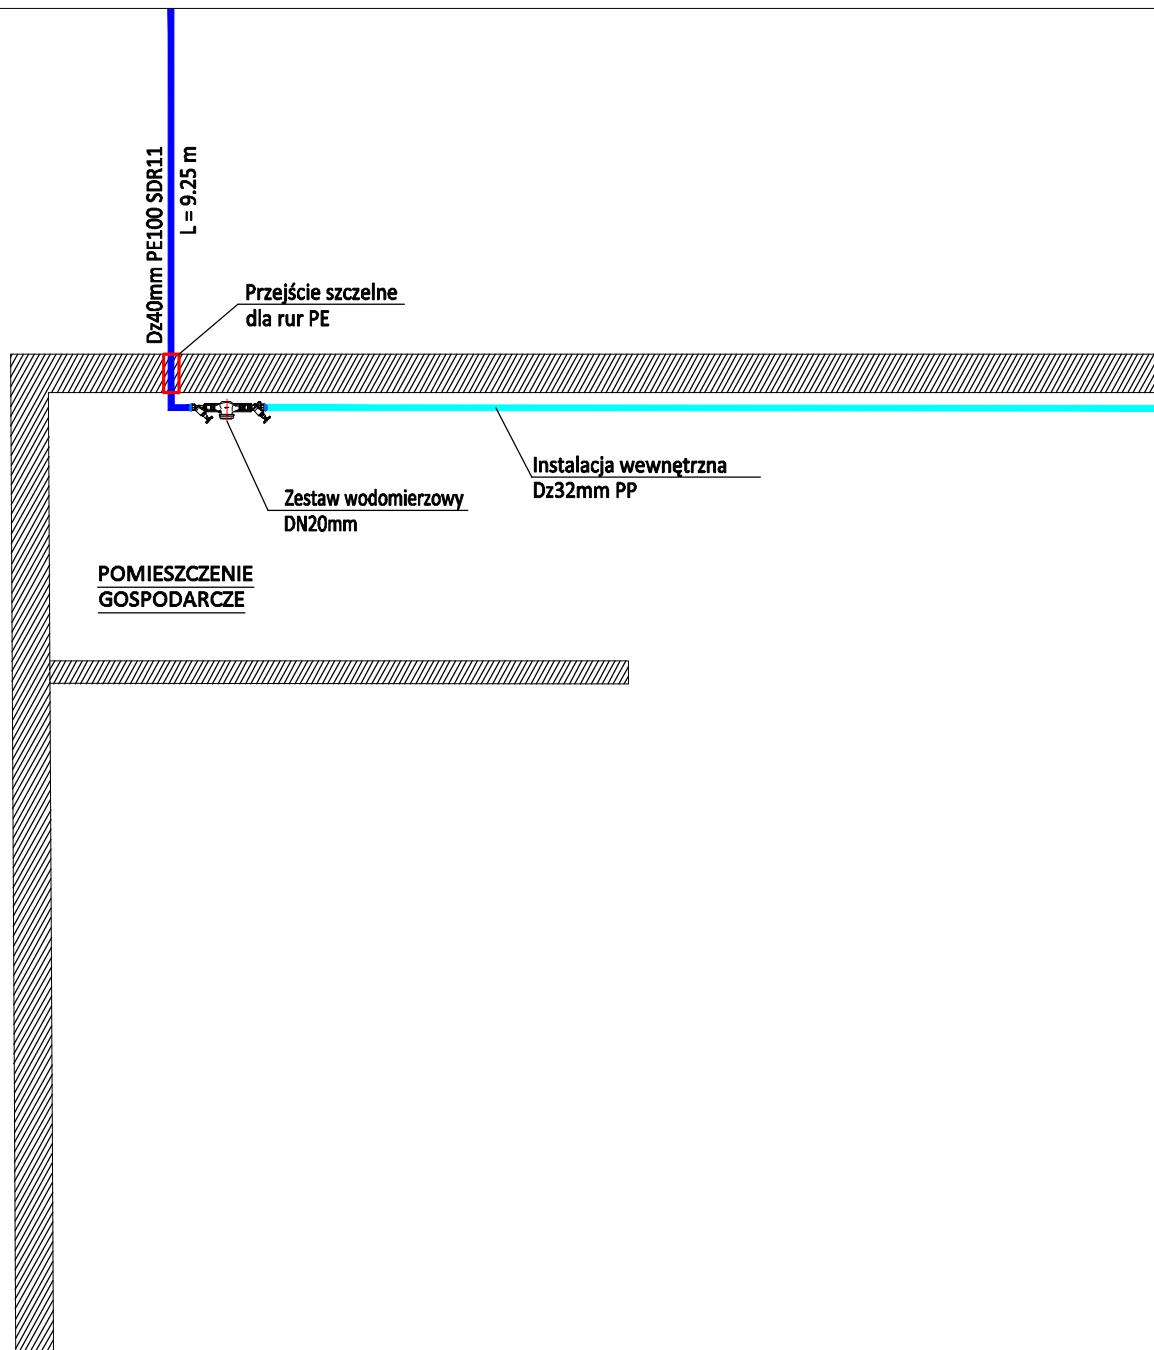 Dz40mm PE100 SDR11
L = 9.25 m
Przejście szczelne
dla rur PE
Instalacja wewnętrzna
Dz32mm PP
Zestaw wodomierzowy
DN20mm
POMIESZCZENIE
GOSPODARCZE